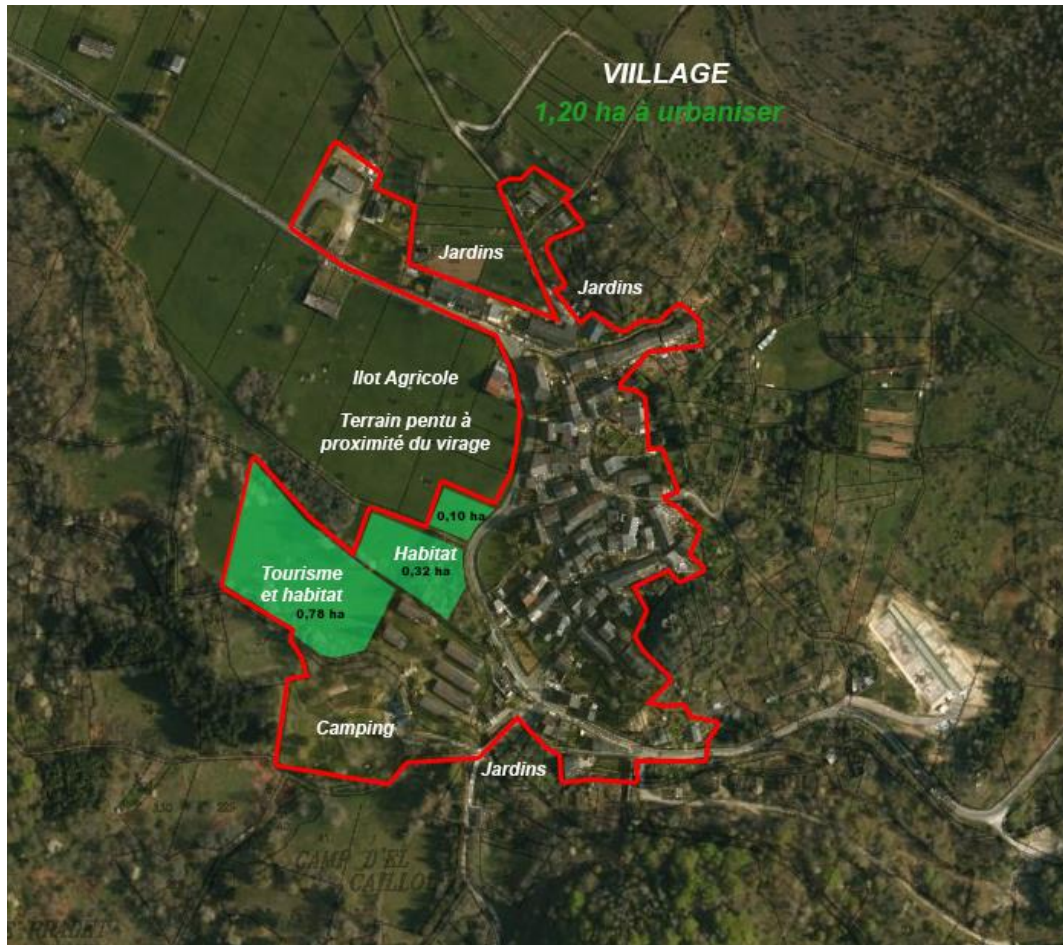 VIILLAGE
1,20 ha à urbaniser
Jardins
Jardins
Ilot Agricole
Terrain pentu à
proximité du virage
0,10 ha
Habitat
0,32 ha
Tourisme
et habitat
0,78 ha
Camping
Jardins
CAMP D'EL
CAILLOL